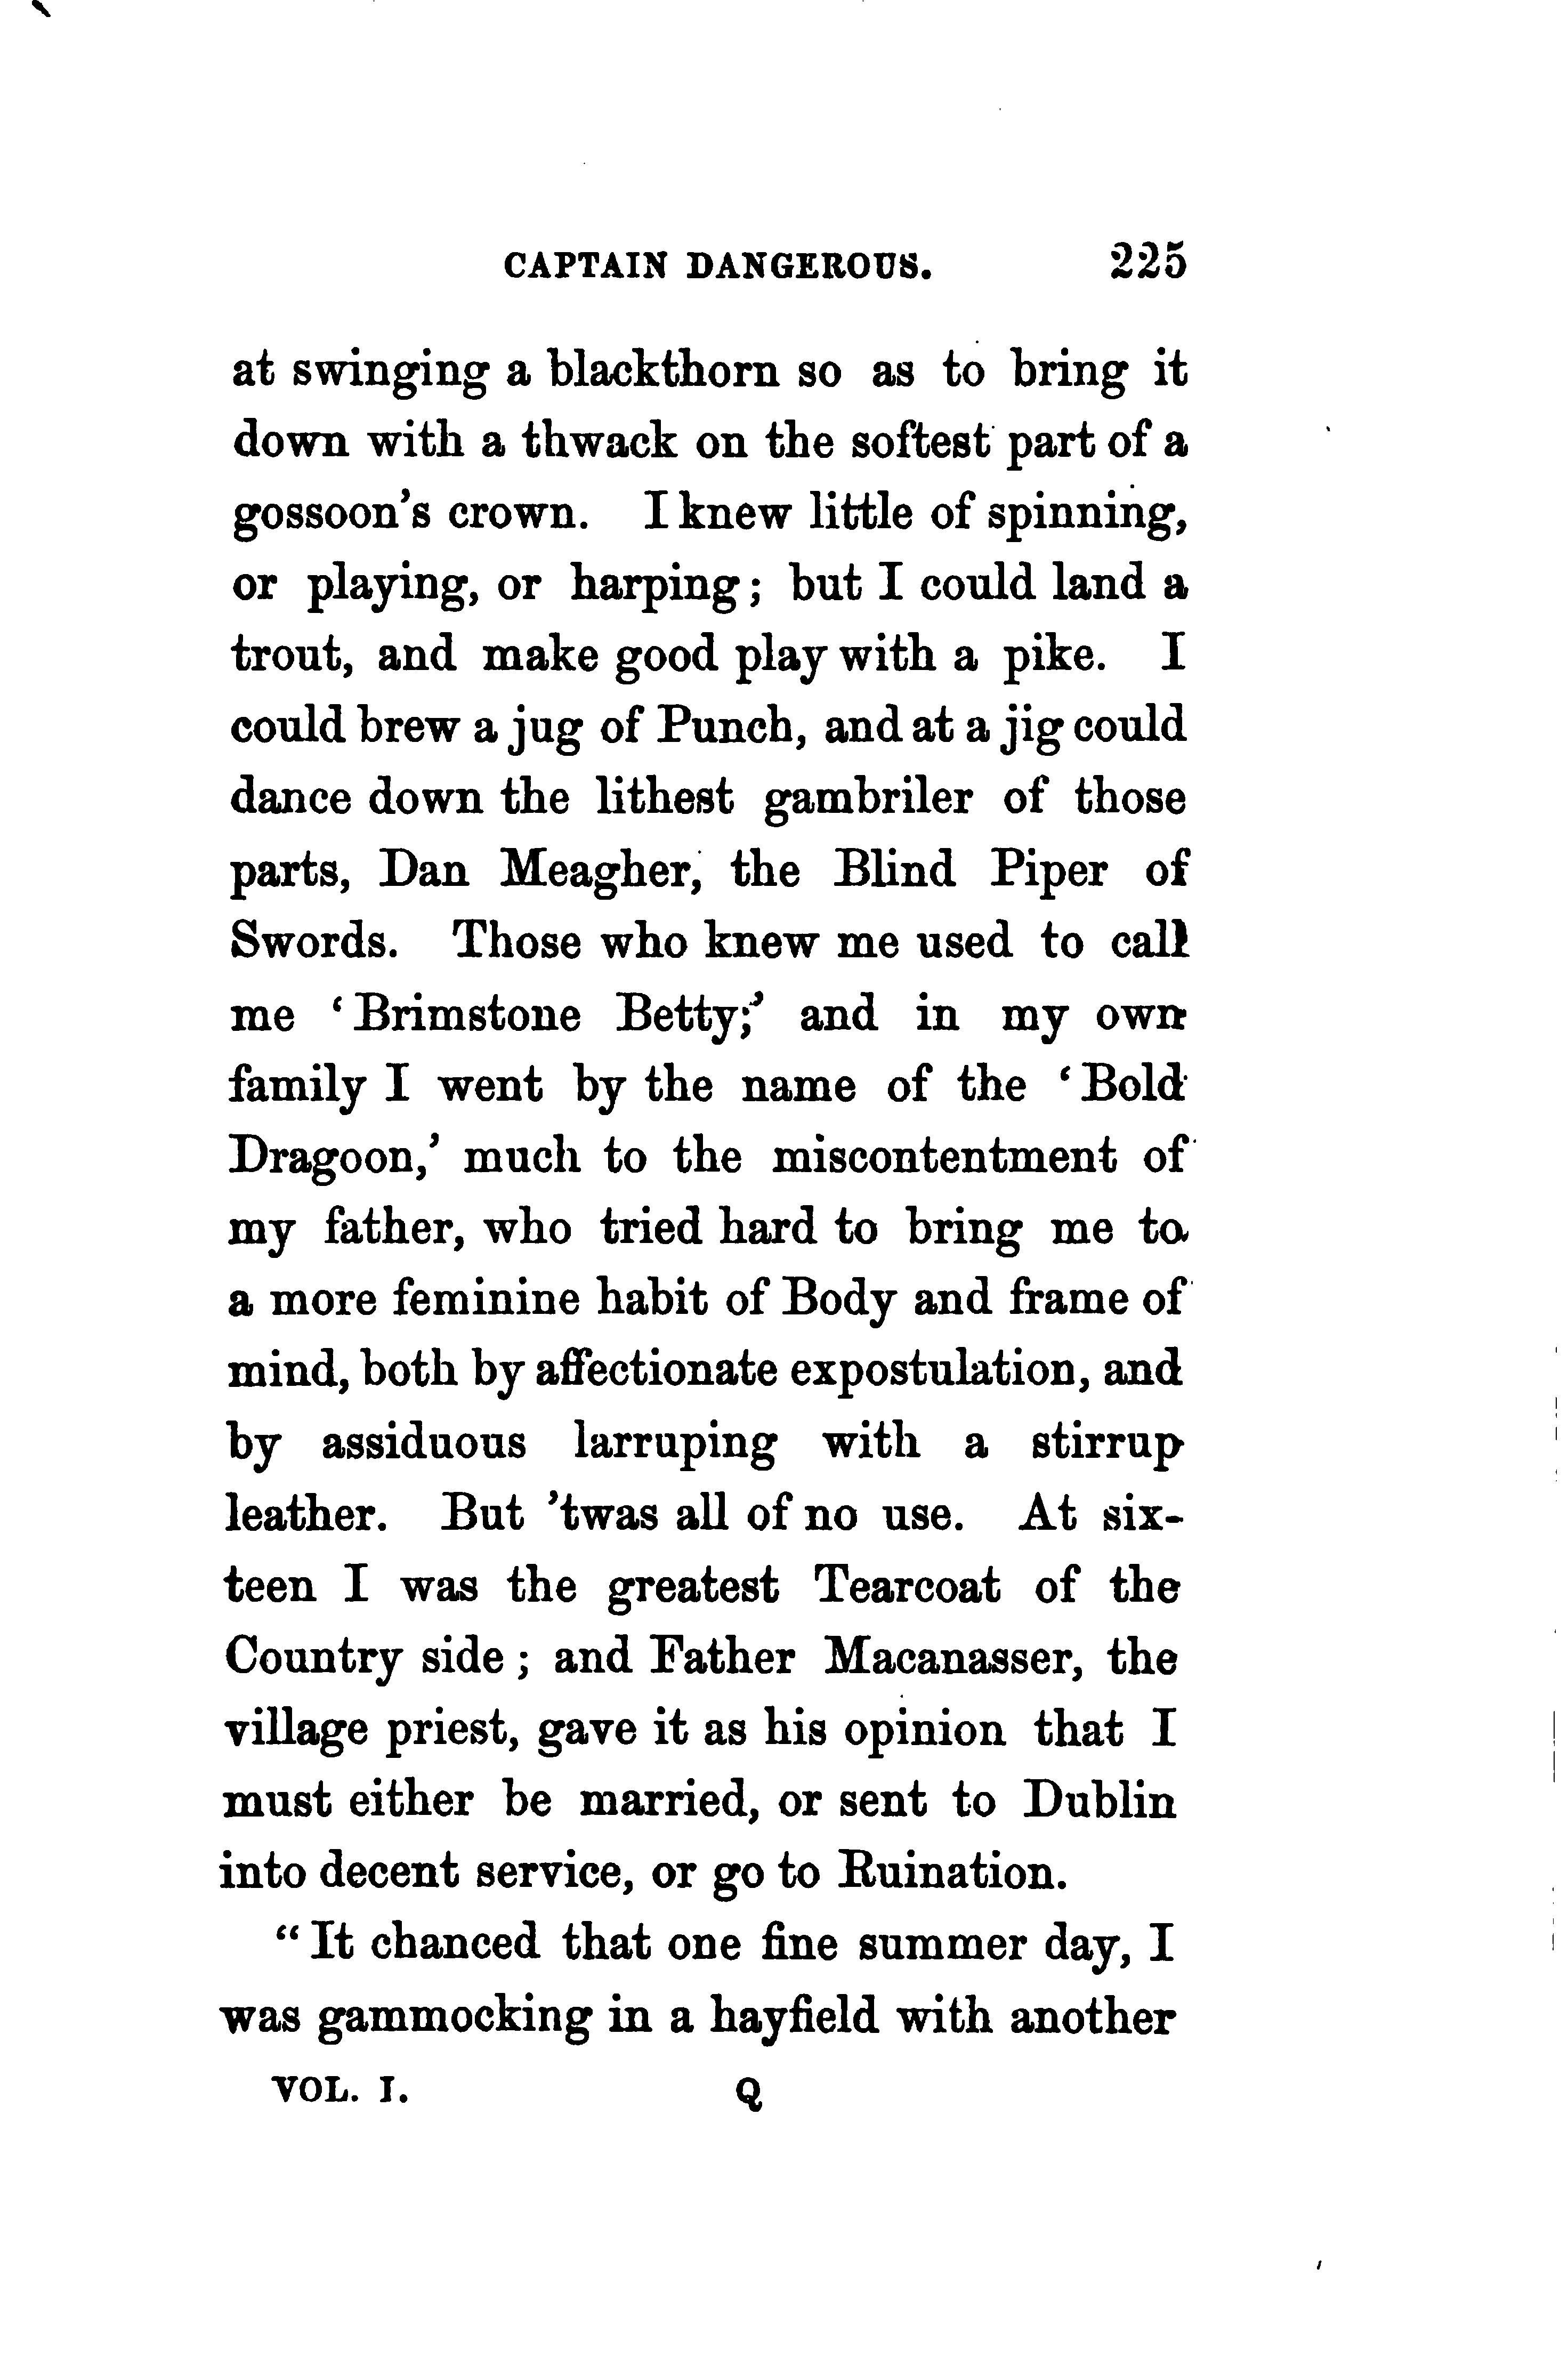 CAPTAIN DANGEROUS. 225
at swinging a blackthorn so as to bring it
down with a thwack on the softest part of a
gossoon's crown. I knew little of spinning,
or playing, or harping; but I could land a
trout, and make good play with a pike. I
could brew a jug of Punch, and at a jig could
dance down the lithest gambriler of those
parts, Dan Meagher, the Blind Piper of
Swords. Those who knew me used to call
me ‘Brimstone Betty;’ and in my own
family I went by the name of the ‘Bold
Dragoon,’ much to the miscontentment of
my father, who tried hard to bring me to
a more feminine habit of Body and frame of
mind, both by affectionate expostulation, and
by assiduous larruping with a stirrup
leather. But ’twas all of no use. At six-
teen I was the greatest Tearcoat of the
Country side; and Father Macanasser, the
village priest, gave it as his opinion that I
must either be married, or sent to Dublin
into decent service, or go to Ruination.
“It chanced that one fine summer day, I
was gammocking in a hayfield with another
VOL. I. Q